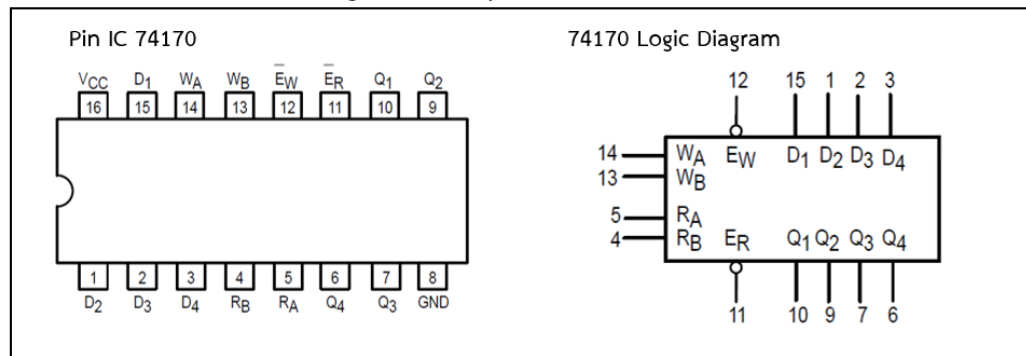 Pin IC 74170
74170 Logic Diagram
VCC D1 WA WB E̅W E̅R Q1 Q2
16 15 14 13 12 11 10 9
1 2 3 4 5 6 7 8
D2 D3 D4 RB RA Q4 Q3 GND
12 15 1 2 3
14 WA EW D1 D2 D3 D4
13 WB
5 RA
4 RB ER Q1 Q2 Q3 Q4
11 10 9 7 6